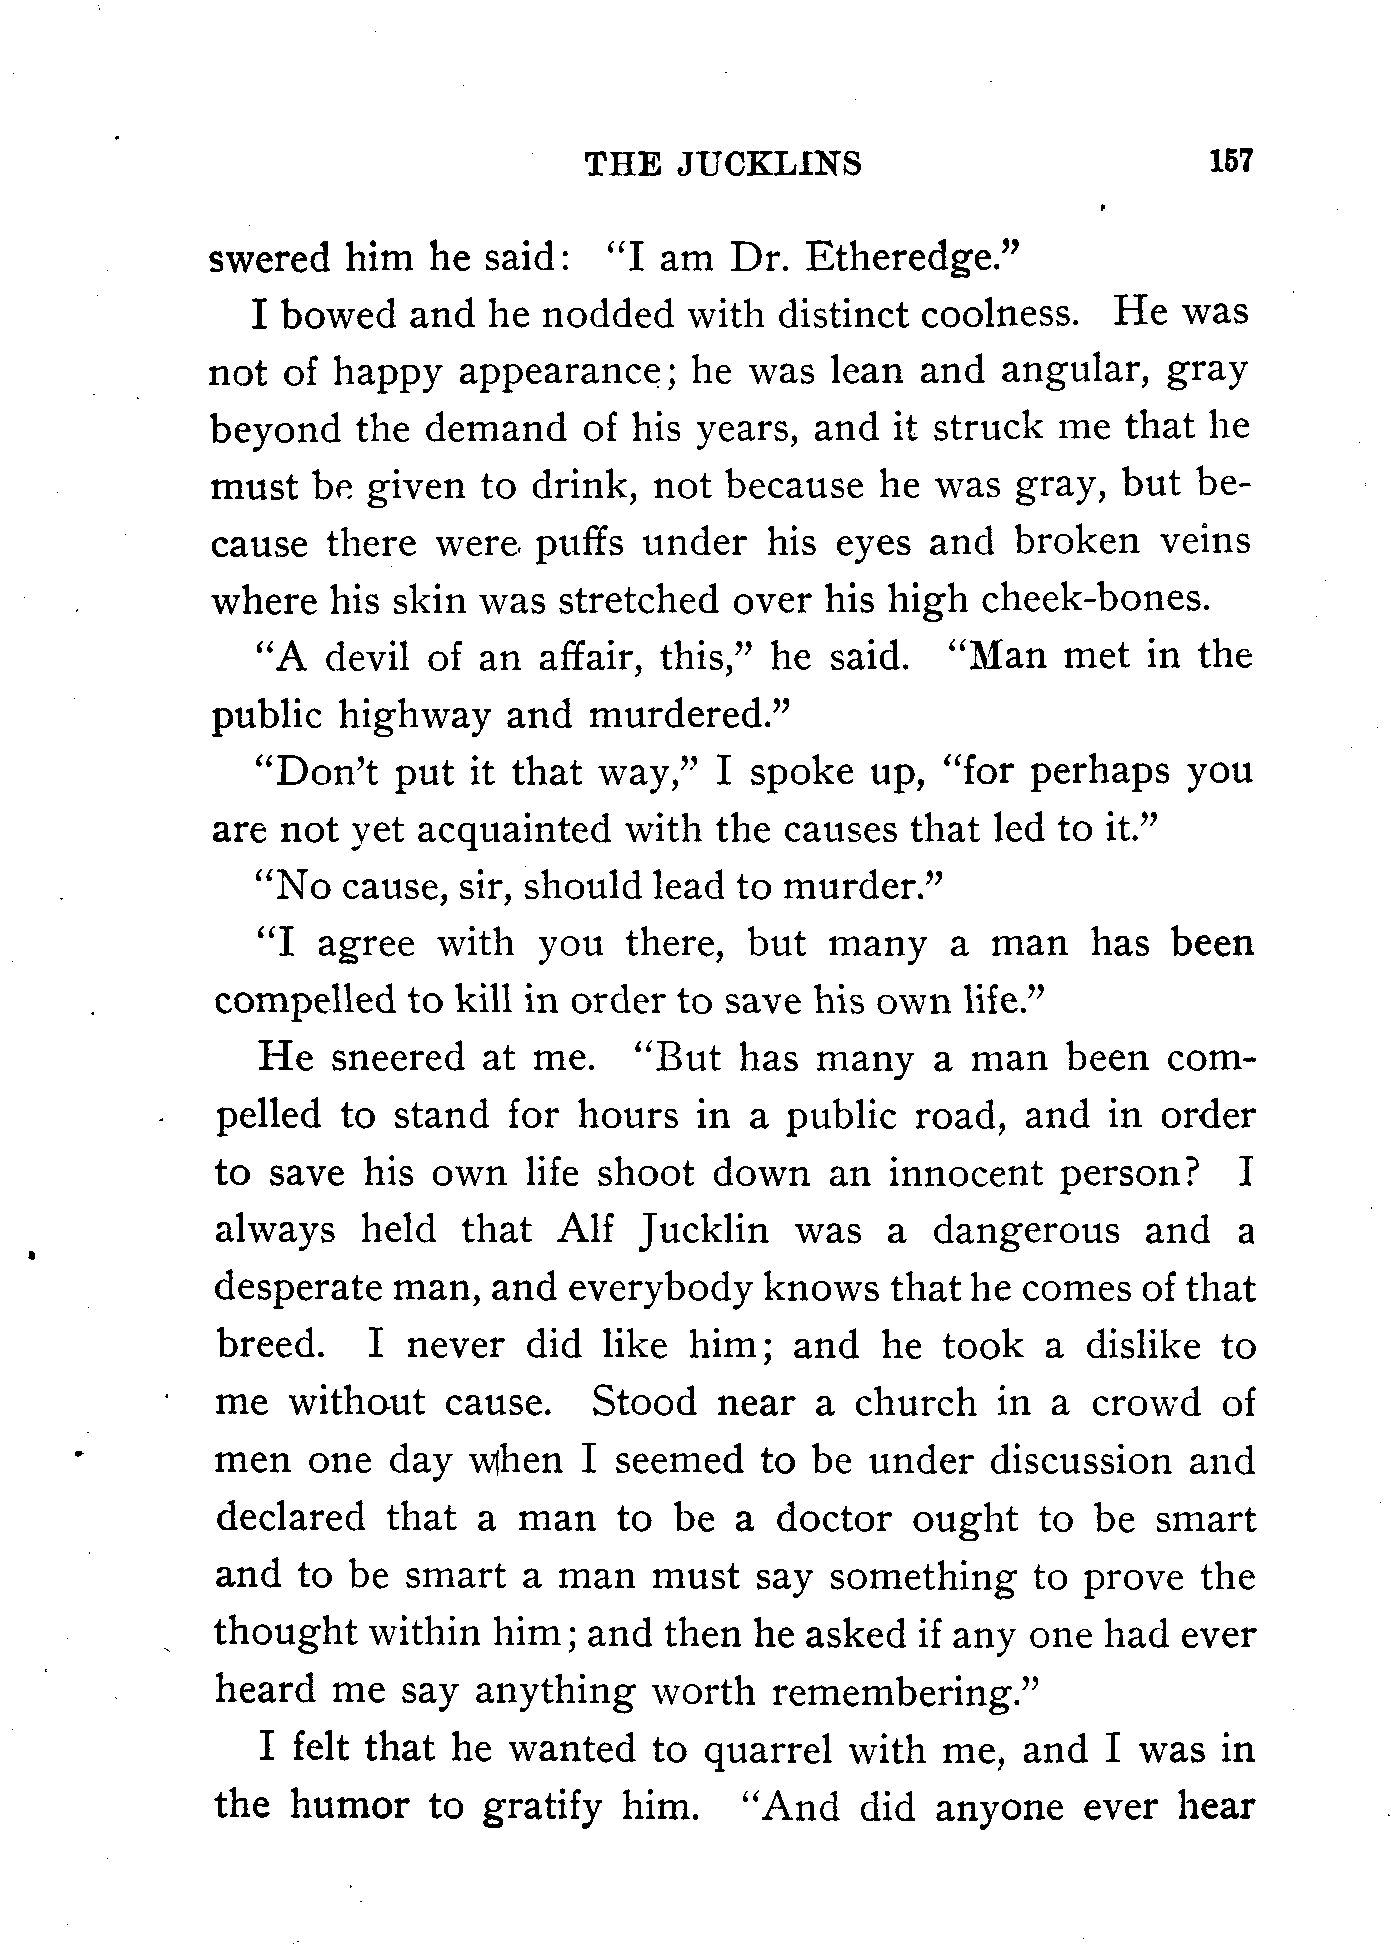 THE JUCKLINS 157
swered him he said: “I am Dr. Etheredge.”
I bowed and he nodded with distinct coolness. He was
not of happy appearance; he was lean and angular, gray
beyond the demand of his years, and it struck me that he
must be given to drink, not because he was gray, but be-
cause there were puffs under his eyes and broken veins
where his skin was stretched over his high cheek-bones.
“A devil of an affair, this,” he said. “Man met in the
public highway and murdered.”
“Don’t put it that way,” I spoke up, “for perhaps you
are not yet acquainted with the causes that led to it.”
“No cause, sir, should lead to murder.”
“I agree with you there, but many a man has been
compelled to kill in order to save his own life.”
He sneered at me. “But has many a man been com-
pelled to stand for hours in a public road, and in order
to save his own life shoot down an innocent person? I
always held that Alf Jucklin was a dangerous and a
desperate man, and everybody knows that he comes of that
breed. I never did like him; and he took a dislike to
me without cause. Stood near a church in a crowd of
men one day when I seemed to be under discussion and
declared that a man to be a doctor ought to be smart
and to be smart a man must say something to prove the
thought within him; and then he asked if any one had ever
heard me say anything worth remembering.”
I felt that he wanted to quarrel with me, and I was in
the humor to gratify him. “And did anyone ever hear